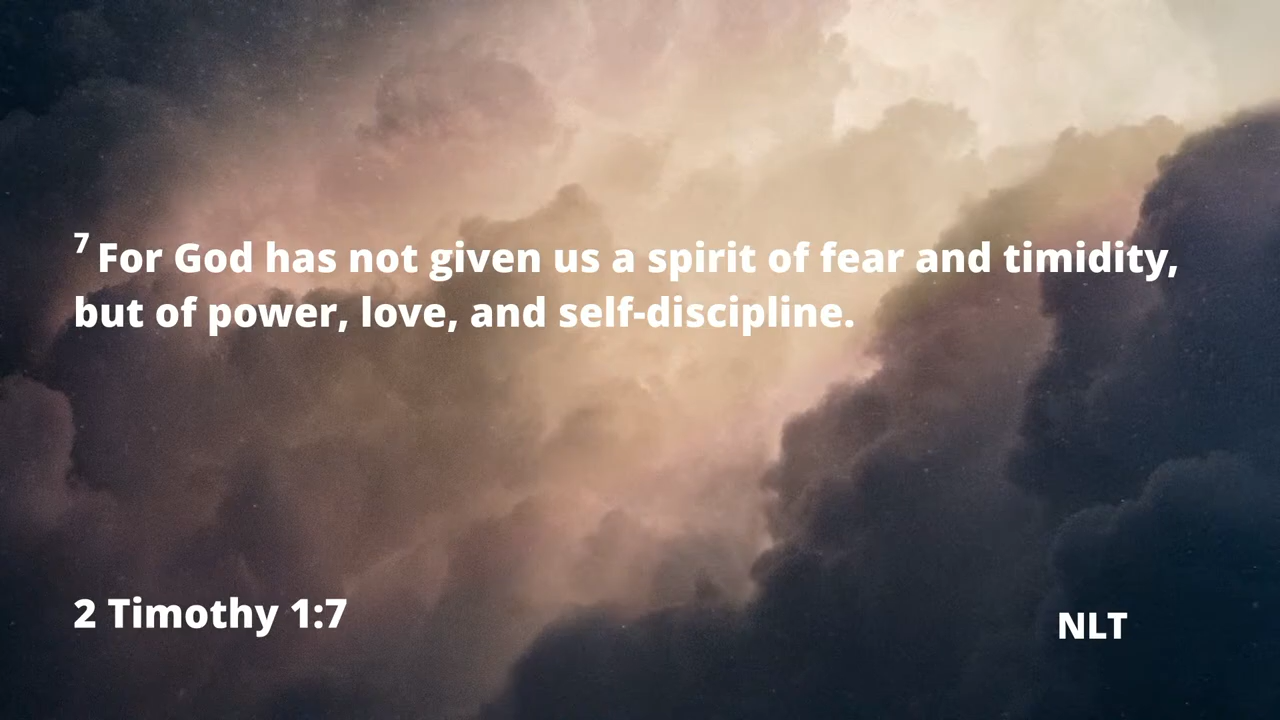 7 For God has not given us a spirit of fear and timidity,
but of power, love, and self-discipline.
2 Timothy 1:7
NLT